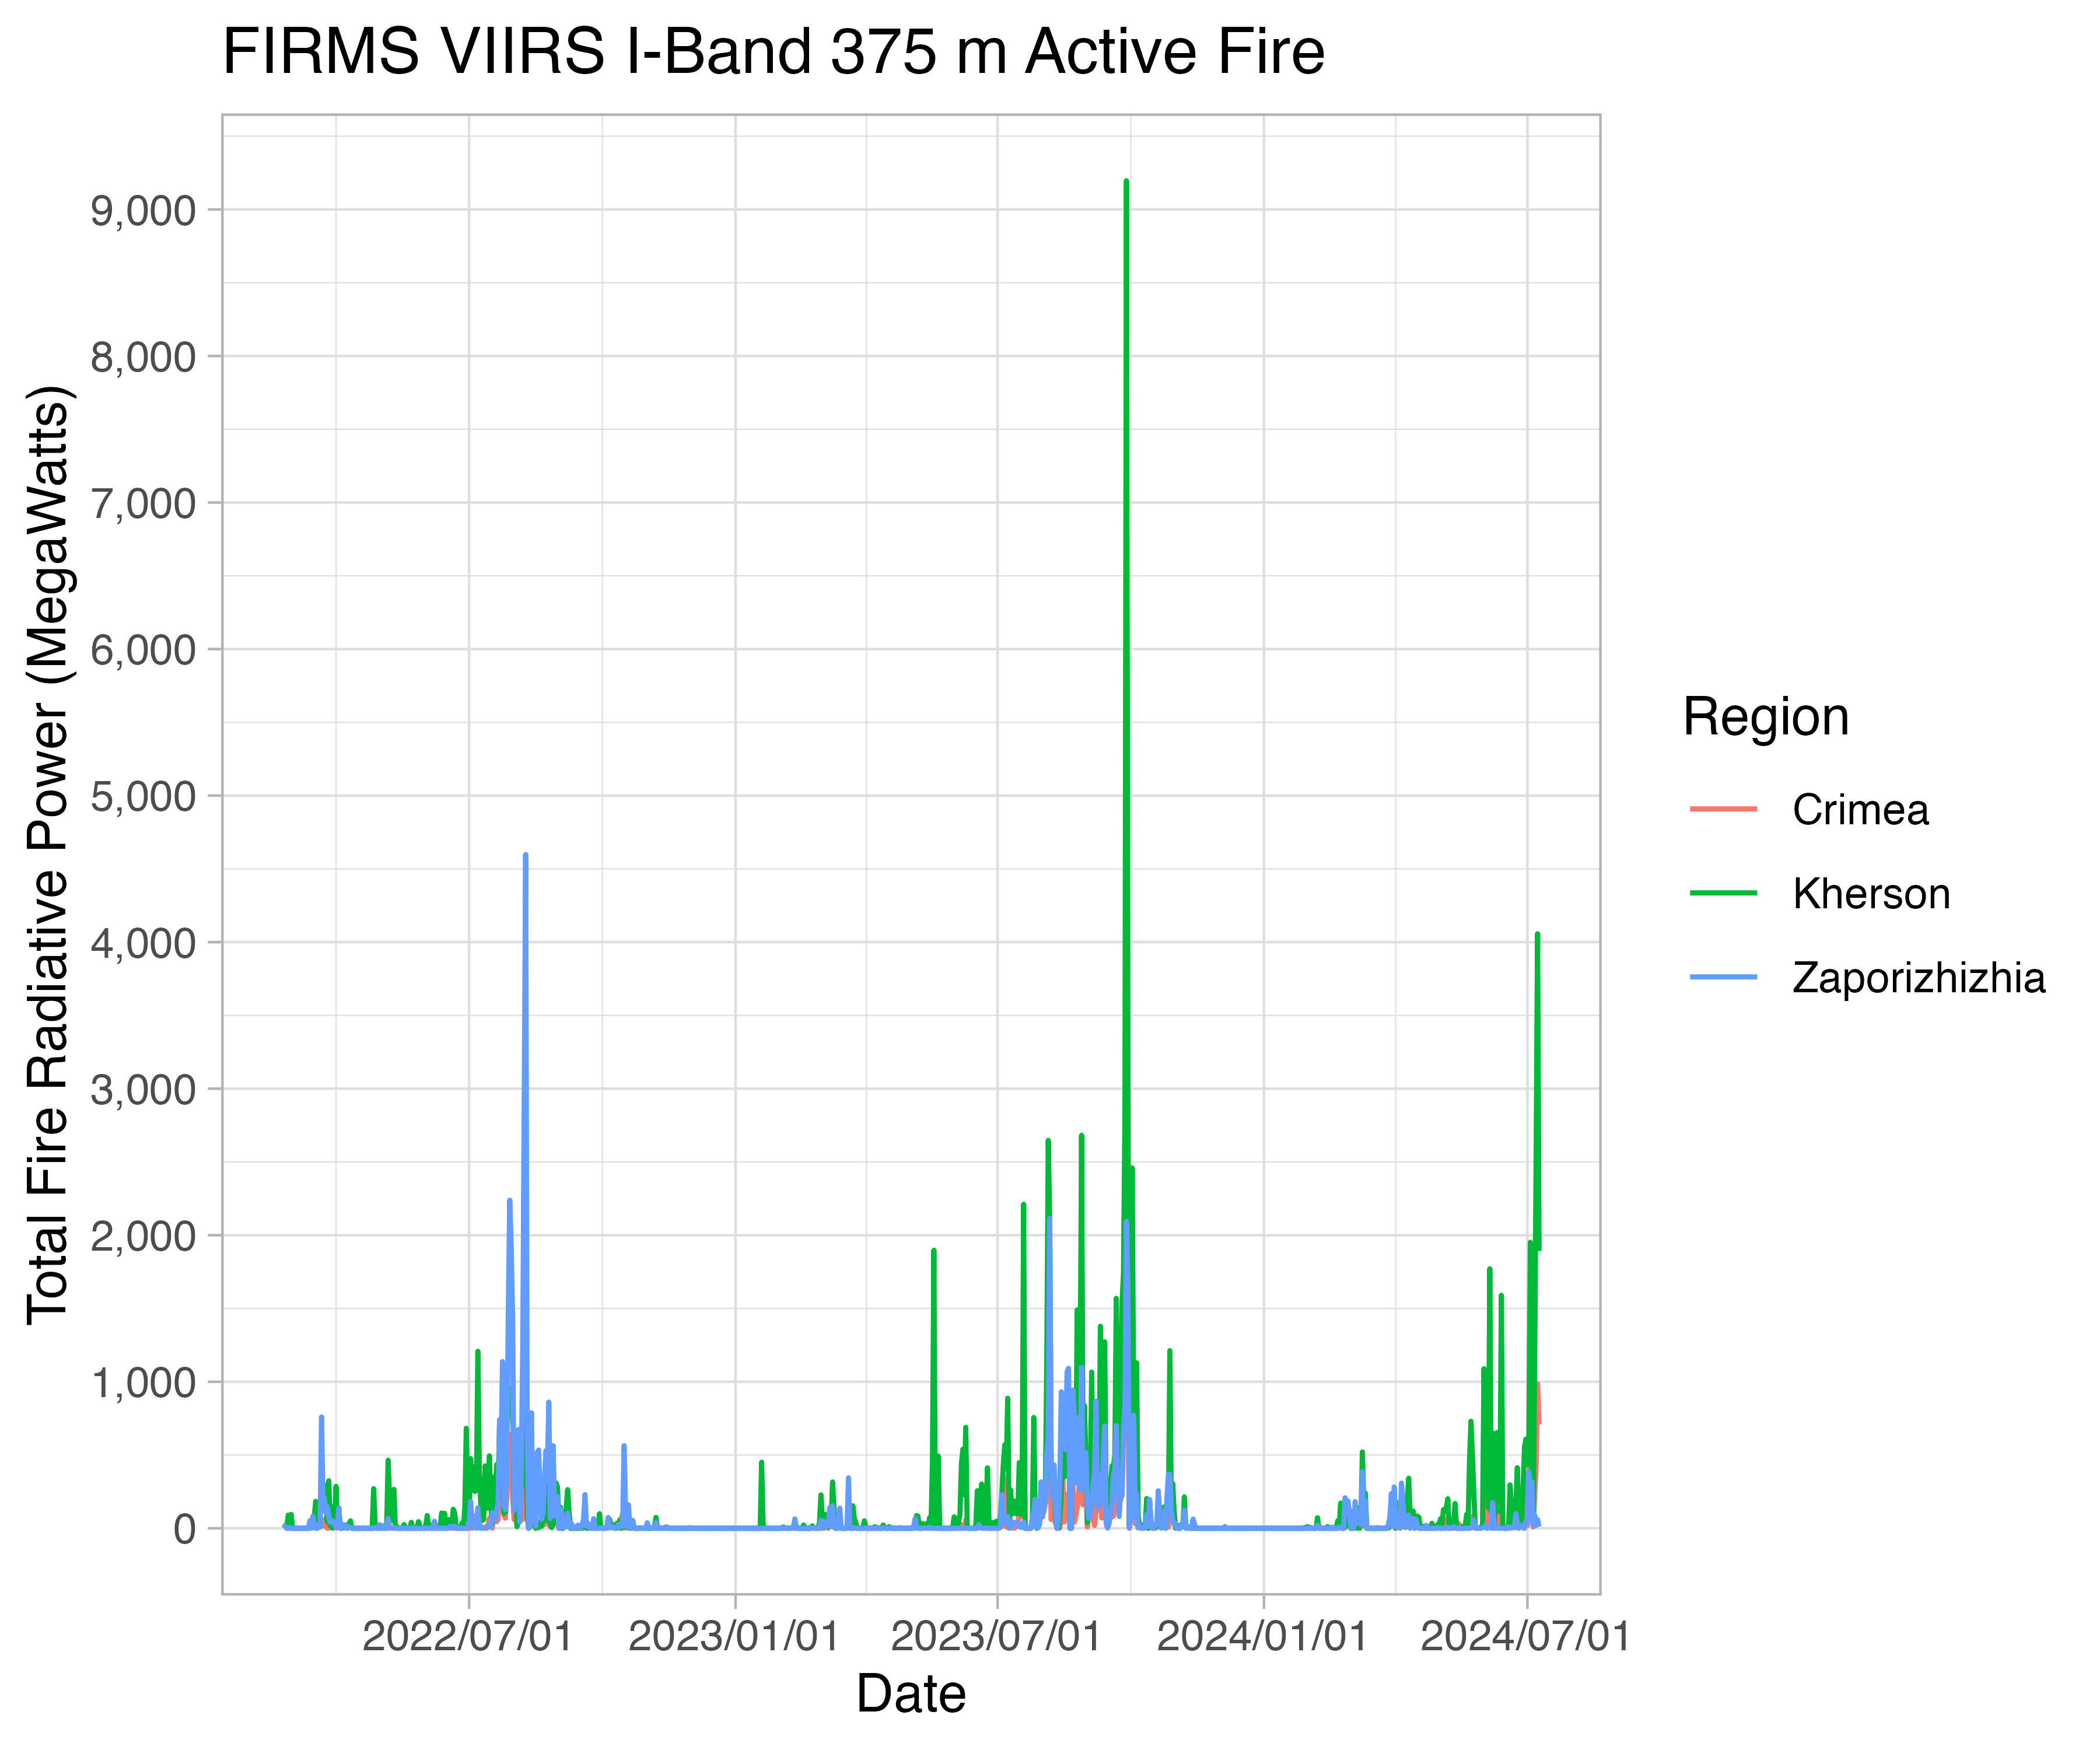 FIRMS VIIRS I-Band 375 m Active Fire
Total Fire Radiative Power (MegaWatts)
9,000
8,000
7,000
6,000
5,000
4,000
3,000
2,000
1,000
0
2022/07/01
2023/01/01
2023/07/01
2024/01/01
2024/07/01
Date
Region
Crimea
Kherson
Zaporizhizhia